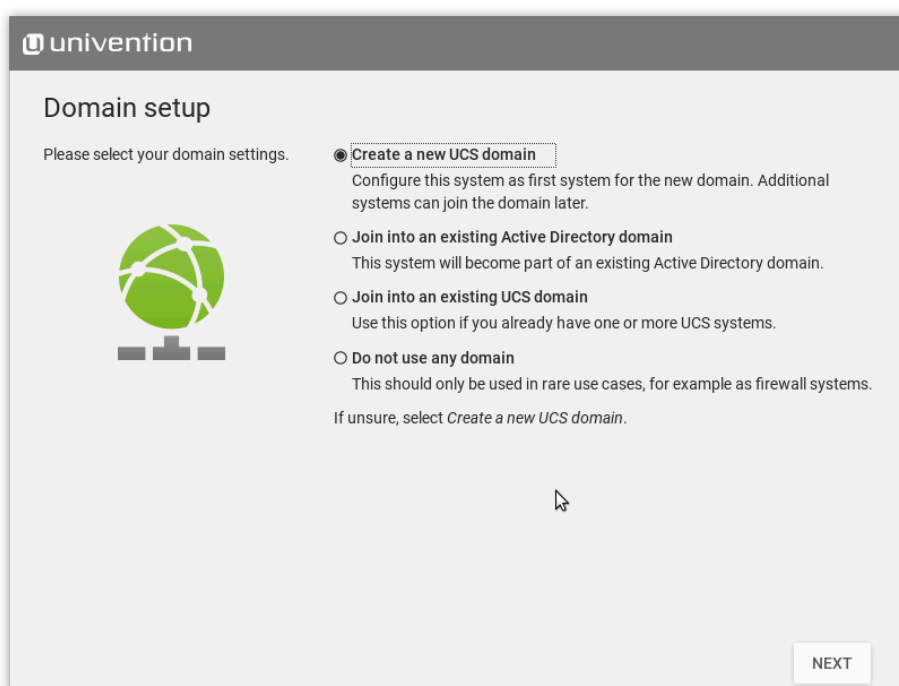 univention
Domain setup
Please select your domain settings.
Create a new UCS domain
Configure this system as first system for the new domain. Additional
systems can join the domain later.
Join into an existing Active Directory domain
This system will become part of an existing Active Directory domain.
Join into an existing UCS domain
Use this option if you already have one or more UCS systems.
Do not use any domain
This should only be used in rare use cases, for example as firewall systems.
If unsure, select Create a new UCS domain.
NEXT